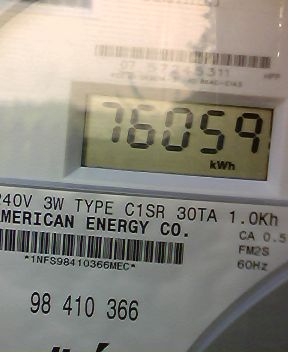 76059
kWh
240V 3W TYPE C1SR 30TA 1.0Kh
AMERICAN ENERGY CO.
CA 0.5
FM2S
60Hz
*1NFS98410366MEC*
98 410 366